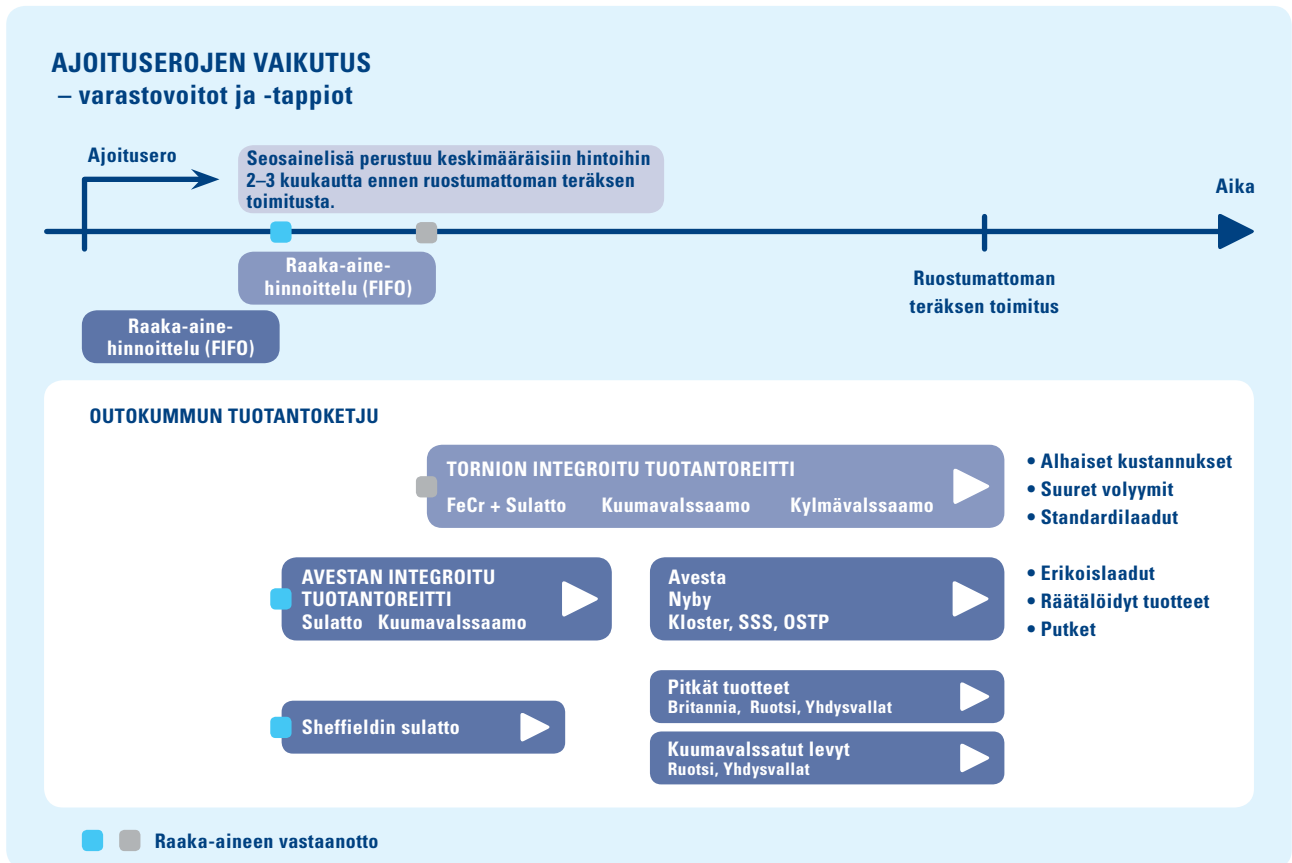 AJOITUSEROJEN VAIKUTUS
– varastovoitot ja -tappiot
Ajoitusero
Seosainelisä perustuu keskimääräisiin hintoihin
2–3 kuukautta ennen ruostumattoman teräksen
toimitusta.
Aika
Raaka-aine-
hinnoittelu (FIFO)
Ruostumattoman
teräksen toimitus
Raaka-aine-
hinnoittelu (FIFO)
OUTOKUMMUN TUOTANTOKETJU
TORNION INTEGROITU TUOTANTOREITTI
FeCr + Sulatto Kuumavalssaamo Kylmävalssaamo
• Alhaiset kustannukset
• Suuret volyymit
• Standardilaadut
AVESTAN INTEGROITU
TUOTANTOREITTI
Sulatto Kuumavalssaamo
Avesta
Nyby
Kloster, SSS, OSTP
• Erikoislaadut
• Räätälöidyt tuotteet
• Putket
Sheffieldin sulatto
Pitkät tuotteet
Britannia, Ruotsi, Yhdysvallat
Kuumavalssatut levyt
Ruotsi, Yhdysvallat
Raaka-aineen vastaanotto